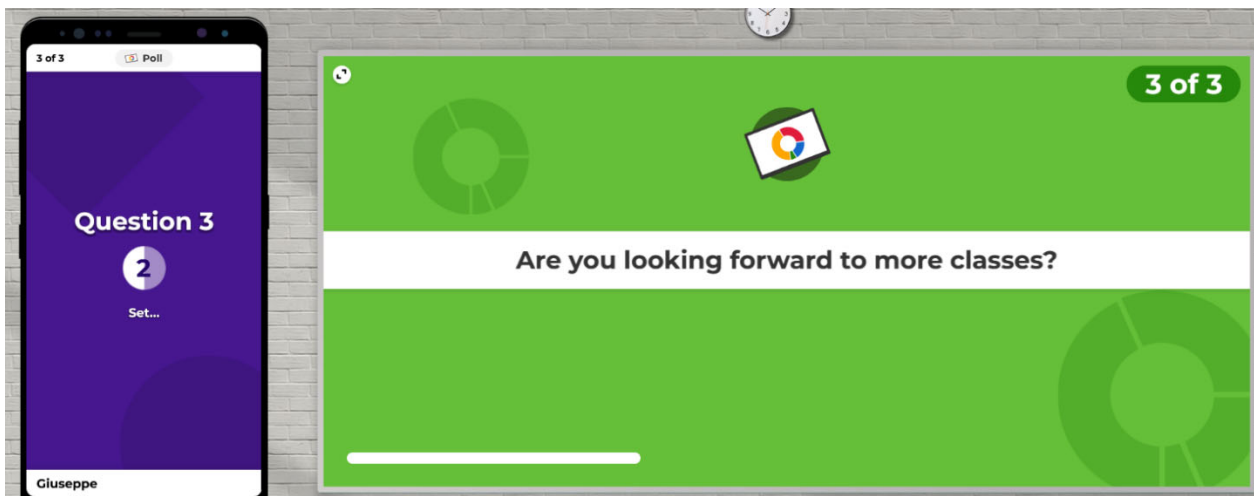 3 of 3
Poll
Question 3
2
Set...
Giuseppe
3 of 3
Are you looking forward to more classes?